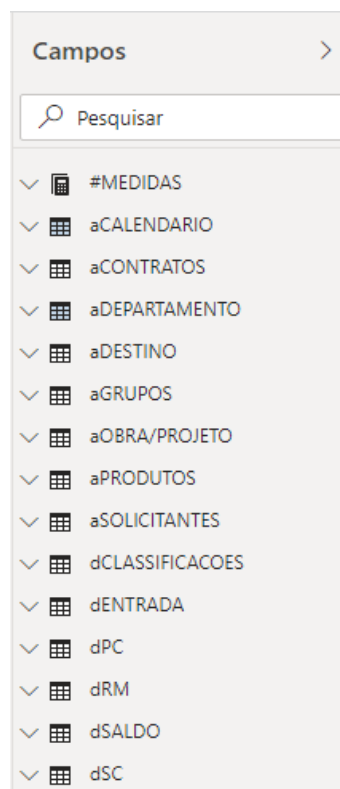 Campos
Pesquisar
#MEDIDAS
aCALENDARIO
aCONTRATOS
aDEPARTAMENTO
aDESTINO
aGRUPOS
aOBRA/PROJETO
aPRODUTOS
aSOLICITANTES
dCLASSIFICACOES
dENTRADA
dPC
dRM
dSALDO
dSC